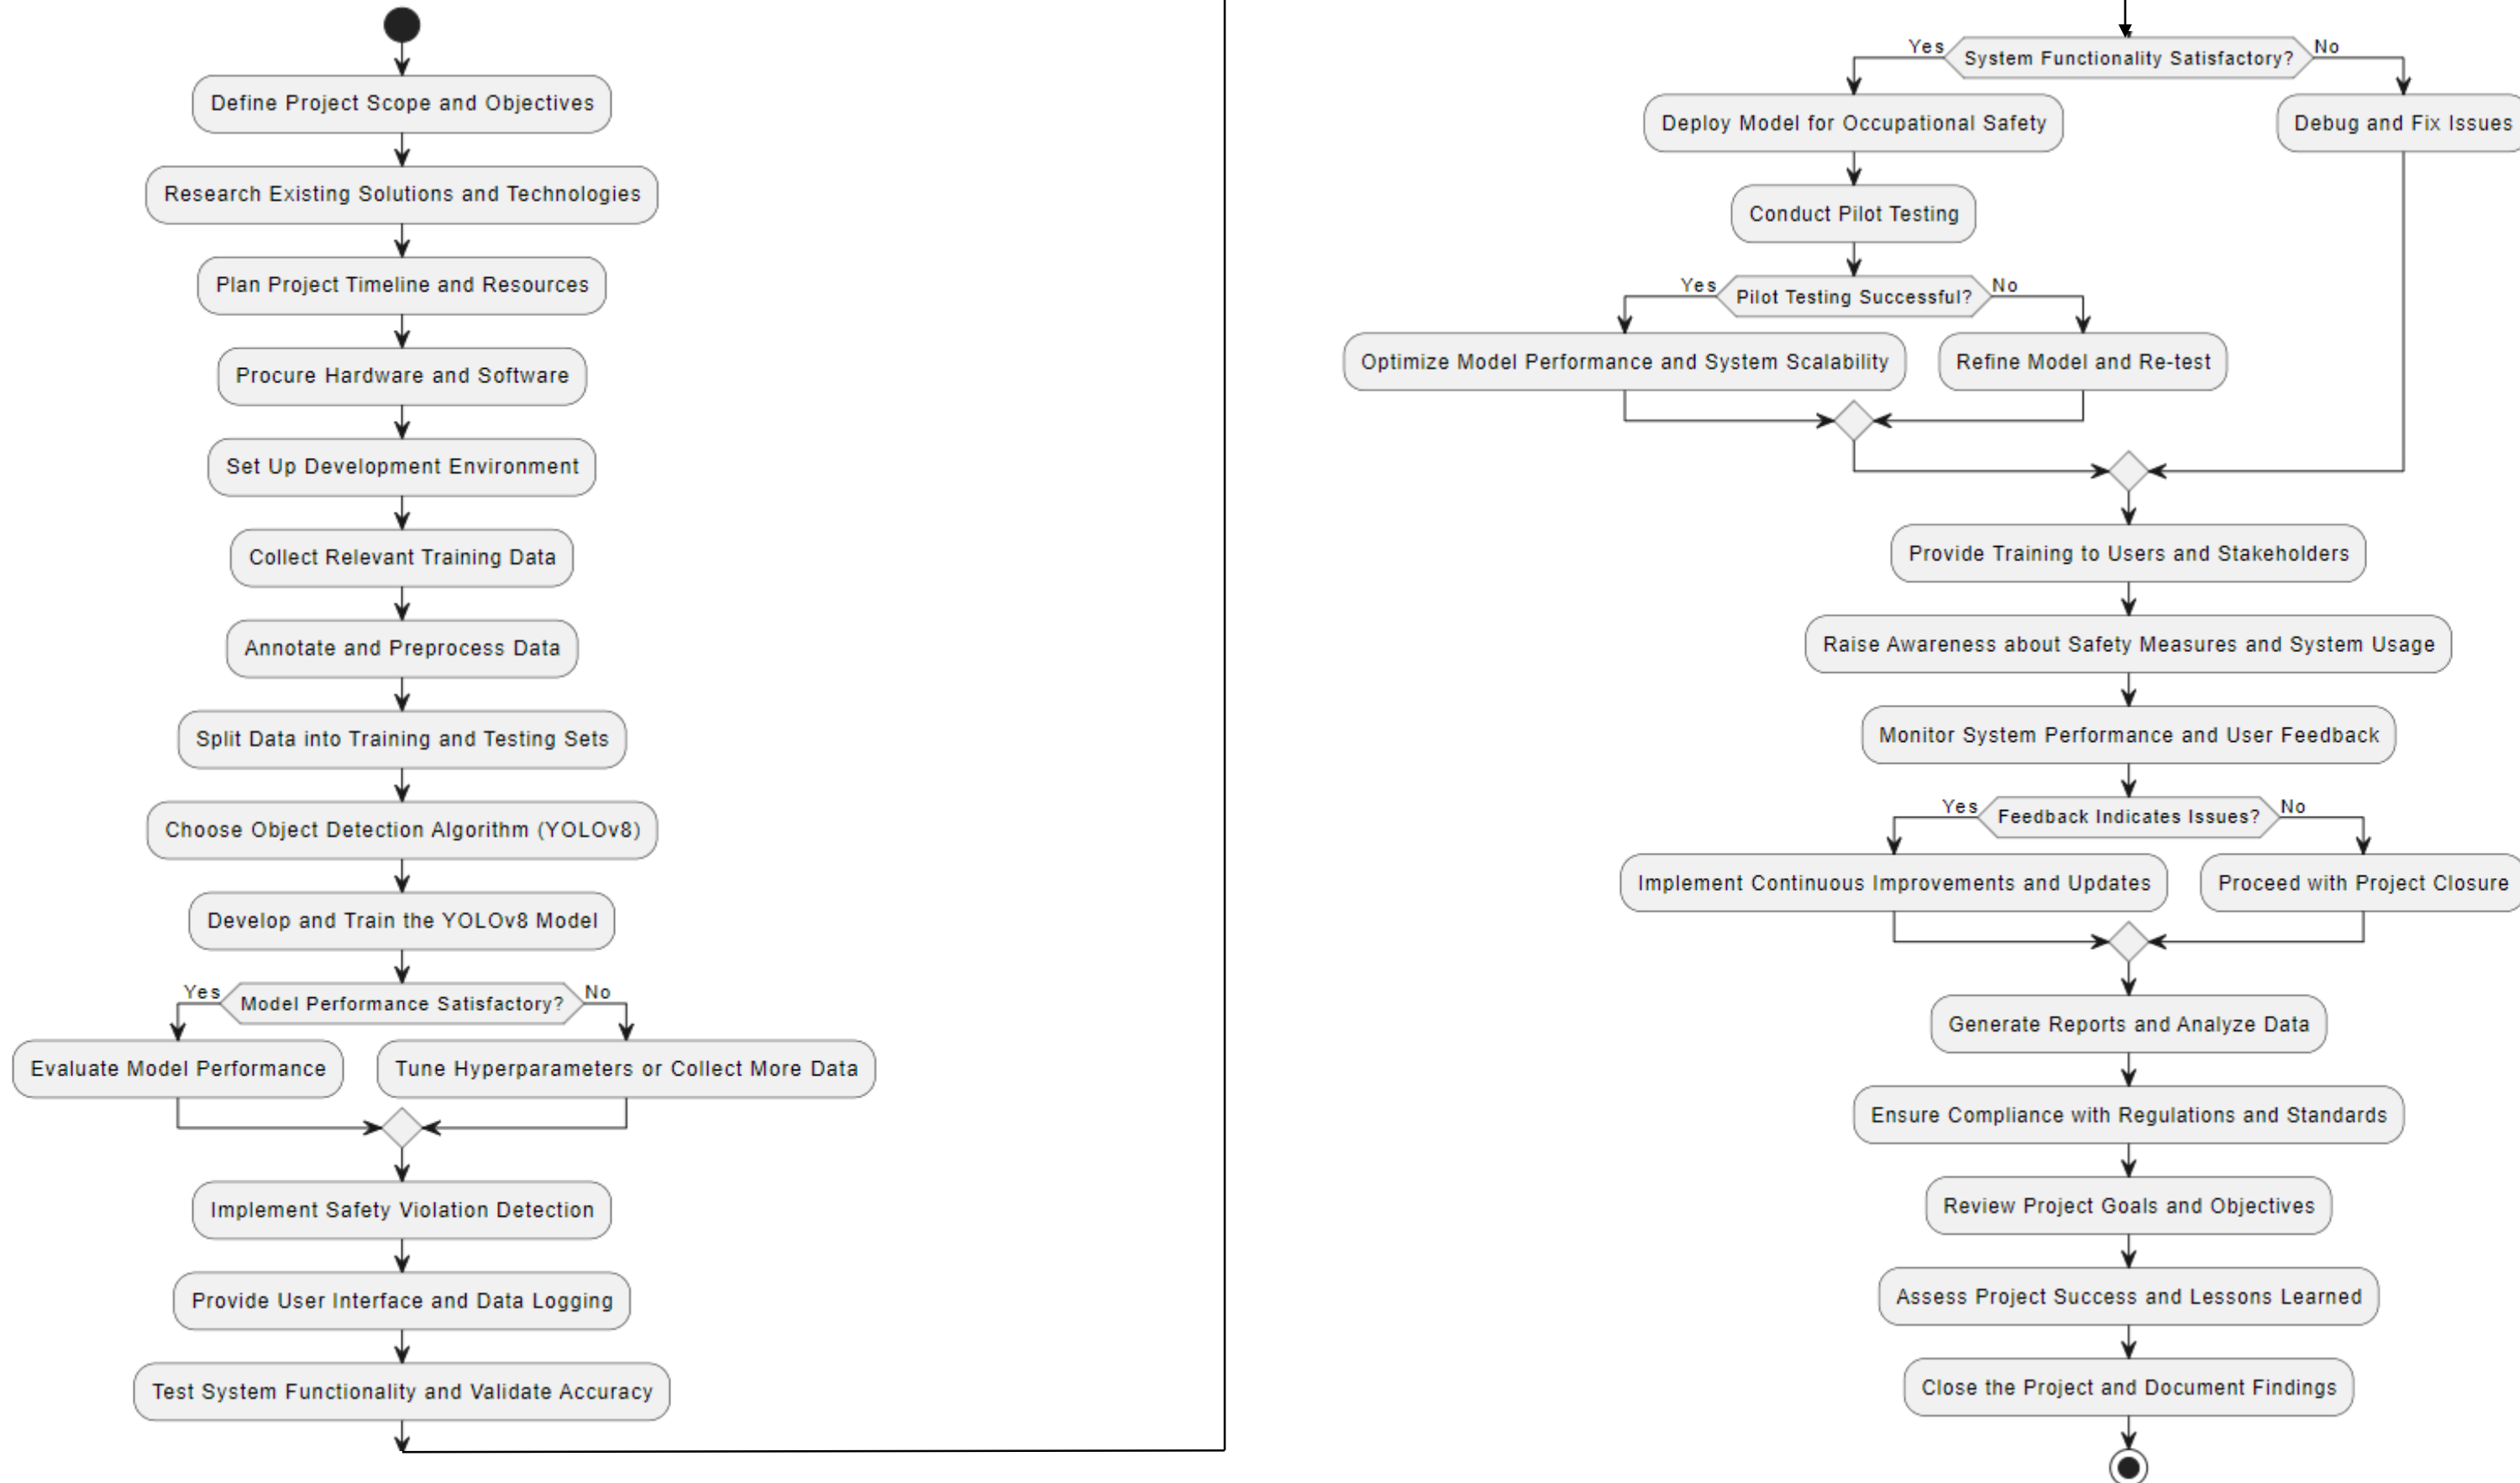 Define Project Scope and Objectives
Research Existing Solutions and Technologies
Plan Project Timeline and Resources
Procure Hardware and Software
Set Up Development Environment
Collect Relevant Training Data
Annotate and Preprocess Data
Split Data into Training and Testing Sets
Choose Object Detection Algorithm (YOLOv8)
Develop and Train the YOLOv8 Model
Yes
Model Performance Satisfactory?
No
Evaluate Model Performance
Tune Hyperparameters or Collect More Data
Implement Safety Violation Detection
Provide User Interface and Data Logging
Test System Functionality and Validate Accuracy
Yes
System Functionality Satisfactory?
No
Deploy Model for Occupational Safety
Debug and Fix Issues
Conduct Pilot Testing
Yes
Pilot Testing Successful?
No
Optimize Model Performance and System Scalability
Refine Model and Re-test
Provide Training to Users and Stakeholders
Raise Awareness about Safety Measures and System Usage
Monitor System Performance and User Feedback
Yes
Feedback Indicates Issues?
No
Implement Continuous Improvements and Updates
Proceed with Project Closure
Generate Reports and Analyze Data
Ensure Compliance with Regulations and Standards
Review Project Goals and Objectives
Assess Project Success and Lessons Learned
Close the Project and Document Findings